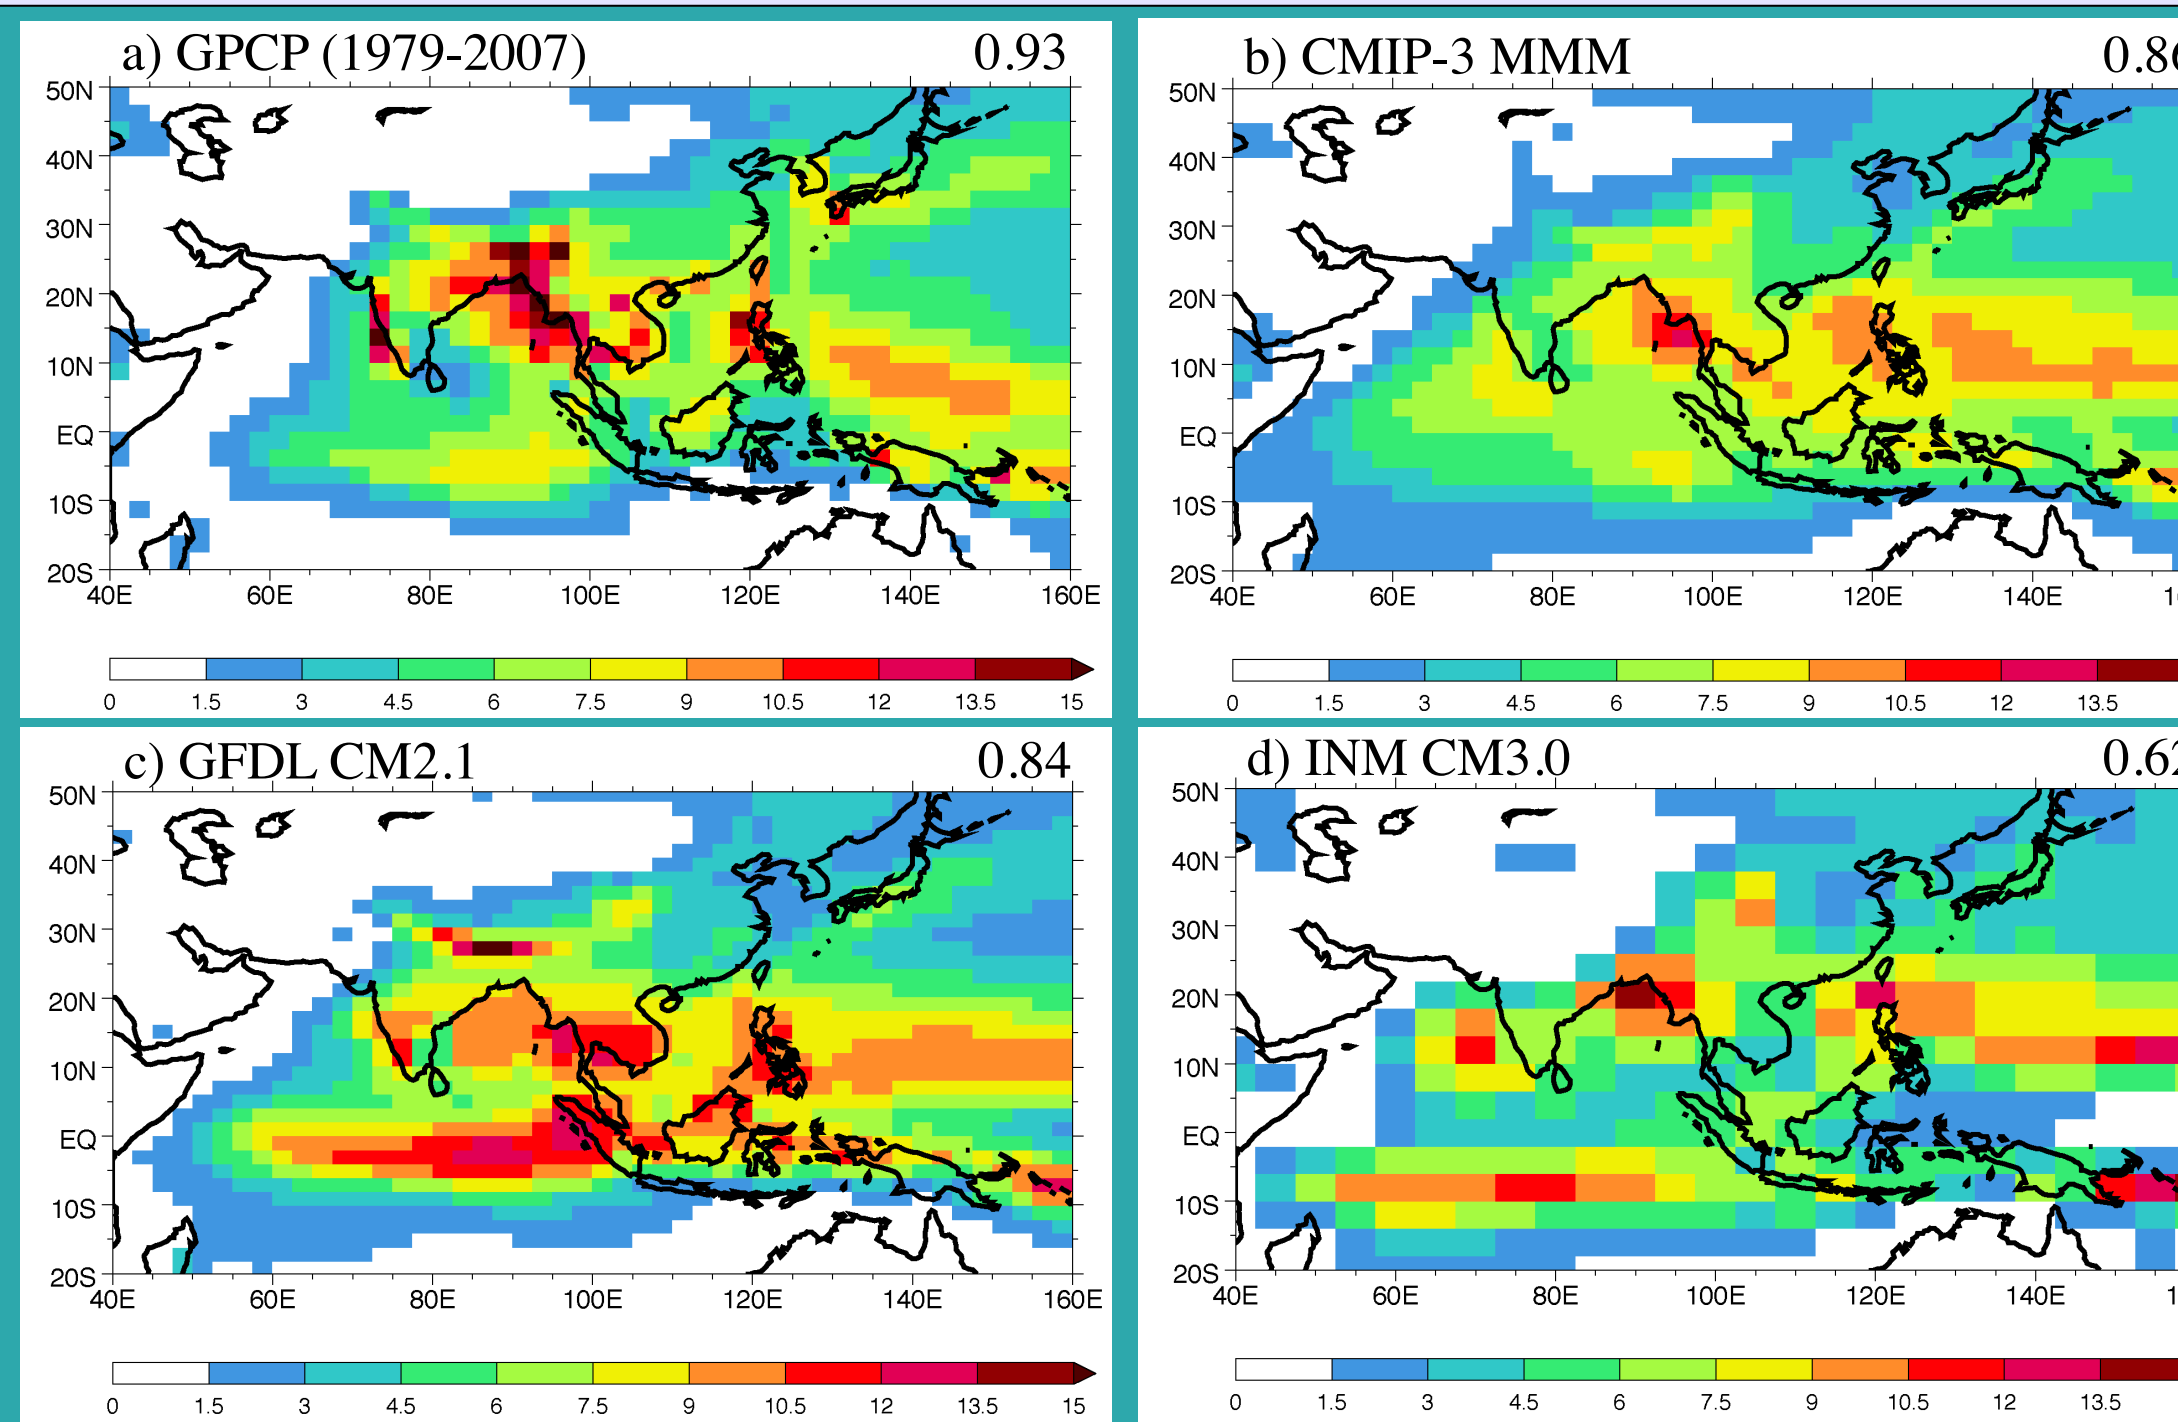 a) GPCP (1979-2007) 0.93
50N
40N
30N
20N
10N
EQ
10S
20S
40E 60E 80E 100E 120E 140E 160E
0 1.5 3 4.5 6 7.5 9 10.5 12 13.5 15
b) CMIP-3 MMM
50N
40N
30N
20N
10N
EQ
10S
20S
40E 60E 80E 100E 120E 140E
0 1.5 3 4.5 6 7.5 9 10.5 12 13.5
c) GFDL CM2.1 0.84
50N
40N
30N
20N
10N
EQ
10S
20S
40E 60E 80E 100E 120E 140E 160E
0 1.5 3 4.5 6 7.5 9 10.5 12 13.5 15
d) INM CM3.0 0.62
50N
40N
30N
20N
10N
EQ
10S
20S
40E 60E 80E 100E 120E 140E
0 1.5 3 4.5 6 7.5 9 10.5 12 13.5